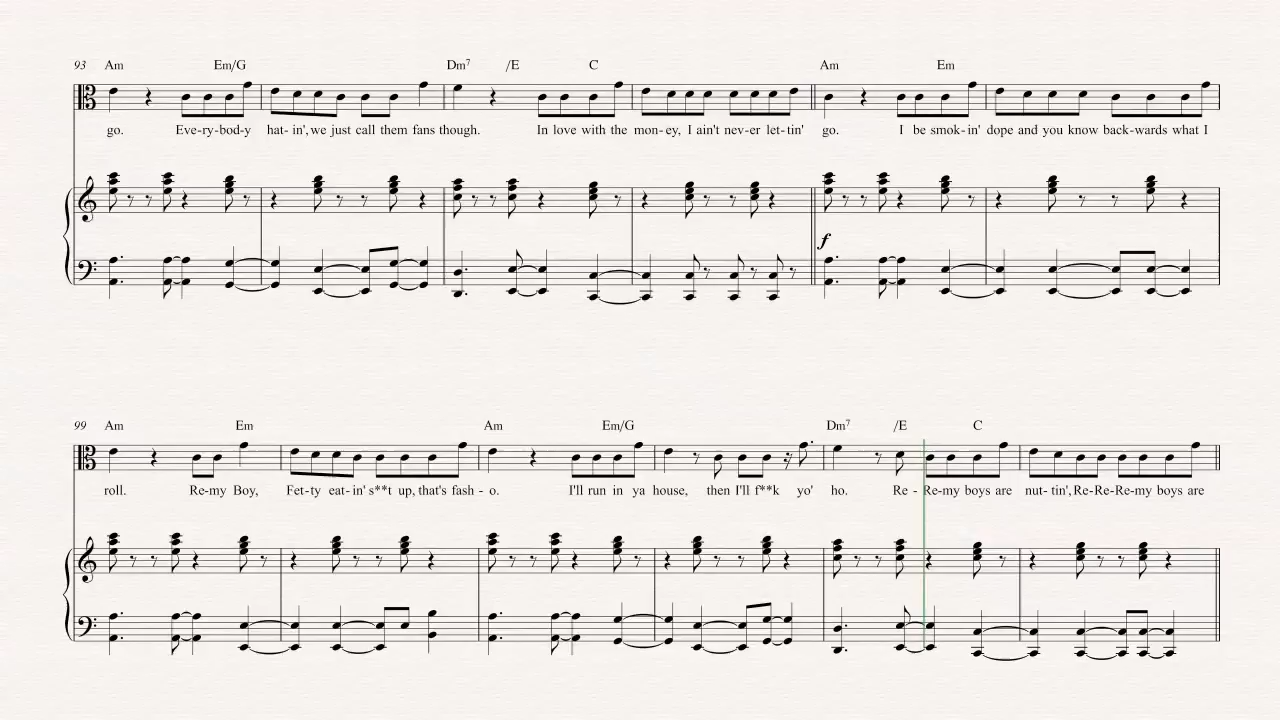 93 Am Em/G Dm7 /E C Am Em
go. Eve-ry-bod-y hat-in', we just call them fans though. In love with the mon-ey, I ain't nev-er let-tin' go. I be smok-in' dope and you know back-wards what I
f
99 Am Em Am Em/G Dm7 /E C
roll. Re-my Boy, Fet-ty eat-in' s**t up, that's fash-o. I'll run in ya house, then I'll f**k yo' ho. Re-Re-my boys are nut-tin', Re-Re-Re-my boys are